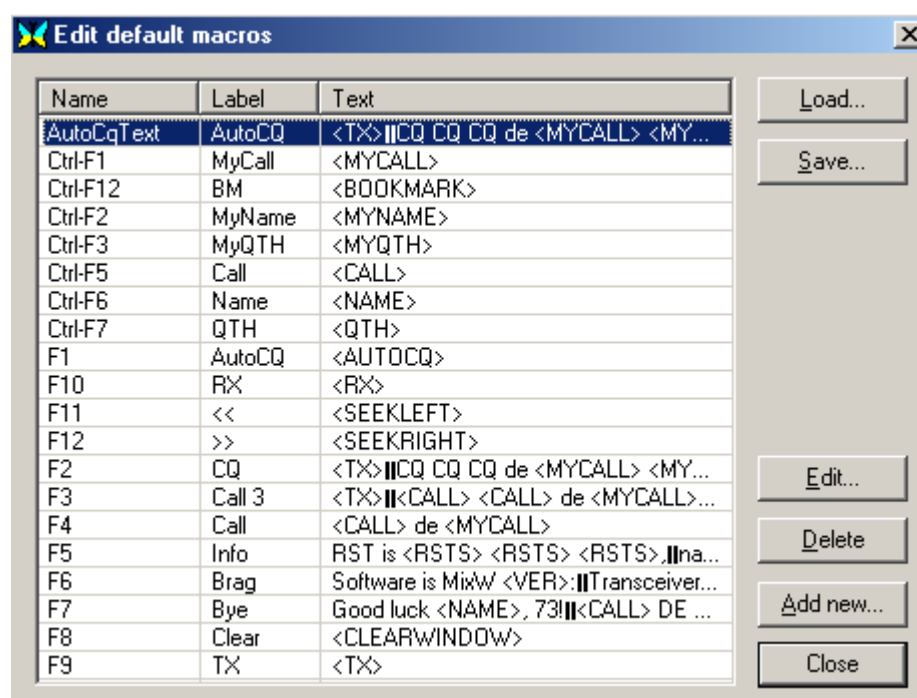 Edit default macros
Name Label Text
AutoCqText AutoCQ <TX>||CQ CQ CQ de <MYCALL> <MY...
Ctrl-F1 MyCall <MYCALL>
Ctrl-F12 BM <BOOKMARK>
Ctrl-F2 MyName <MYNAME>
Ctrl-F3 MyQTH <MYQTH>
Ctrl-F5 Call <CALL>
Ctrl-F6 Name <NAME>
Ctrl-F7 QTH <QTH>
F1 AutoCQ <AUTOCQ>
F10 RX <RX>
F11 << <SEEKLEFT>
F12 >> <SEEKRIGHT>
F2 CQ <TX>||CQ CQ CQ de <MYCALL> <MY...
F3 Call 3 <TX>||<CALL> <CALL> de <MYCALL>...
F4 Call <CALL> de <MYCALL>
F5 Info RST is <RSTS> <RSTS> <RSTS>,||na...
F6 Brag Software is MixW <VER>:||Transceiver...
F7 Bye Good luck <NAME>, 73!||<CALL> DE ...
F8 Clear <CLEARWINDOW>
F9 TX <TX>
Load...
Save...
Edit...
Delete
Add new...
Close